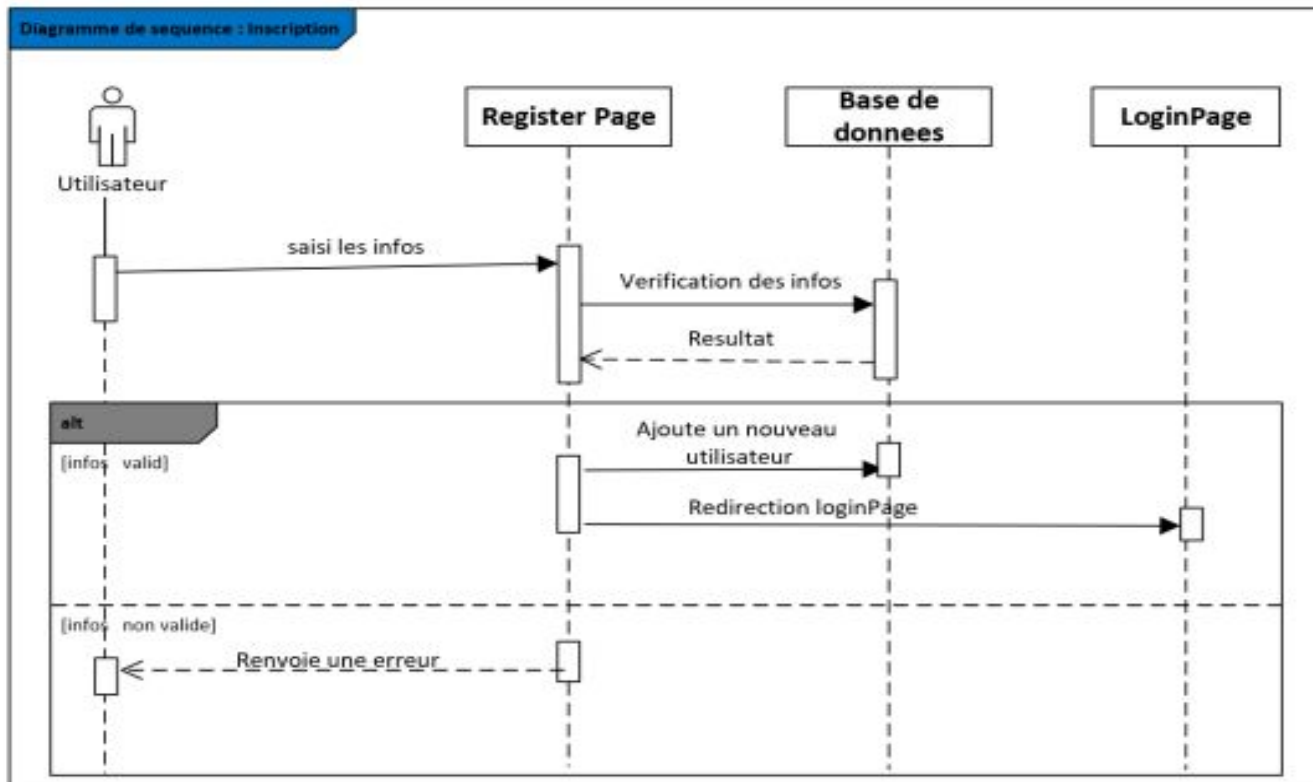 Diagramme de sequence : Inscription
Utilisateur
Register Page
Base de
donnees
LoginPage
saisi les infos
Verification des infos
Resultat
alt
[infos valid]
Ajoute un nouveau
utilisateur
Redirection loginPage
[infos non valide]
Renvoie une erreur